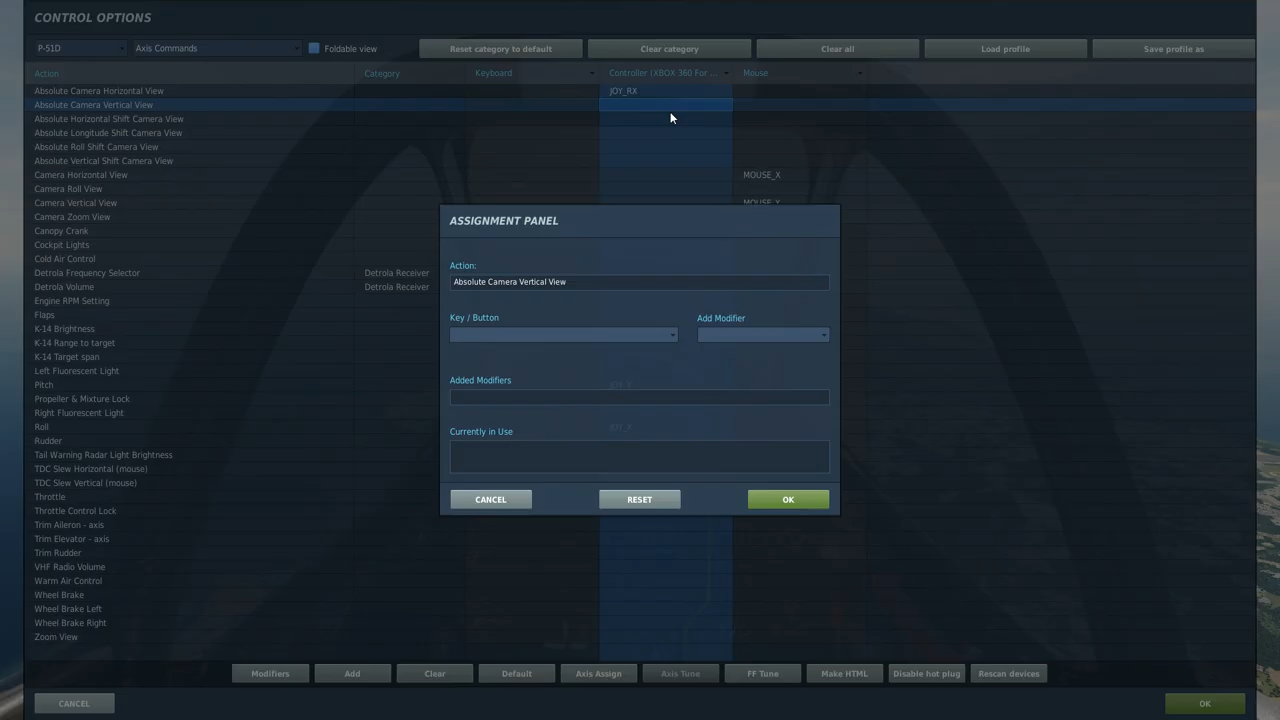 CONTROL OPTIONS
P-51D Axis Commands Foldable view Reset category to default Clear category Clear all Load profile Save profile as
Action Category Keyboard Controller (XBOX 360 For ... Mouse
Absolute Camera Horizontal View JOY_RX
Absolute Camera Vertical View
Absolute Horizontal Shift Camera View
Absolute Longitude Shift Camera View
Absolute Roll Shift Camera View
Absolute Vertical Shift Camera View
Camera Horizontal View MOUSE_X
Camera Roll View
Camera Vertical View
Camera Zoom View
Canopy Crank
Cockpit Lights
Cold Air Control
Detrola Frequency Selector Detrola Receiver
Detrola Volume Detrola Receiver
Engine RPM Setting
Flaps
K-14 Brightness
K-14 Range to target
K-14 Target span
Left Fluorescent Light
Pitch
Propeller & Mixture Lock
Right Fluorescent Light
Roll
Rudder
Tail Warning Radar Light Brightness
TDC Slew Horizontal (mouse)
TDC Slew Vertical (mouse)
Throttle
Throttle Control Lock
Trim Aileron - axis
Trim Elevator - axis
Trim Rudder
VHF Radio Volume
Warm Air Control
Wheel Brake
Wheel Brake Left
Wheel Brake Right
Zoom View
ASSIGNMENT PANEL
Action:
Absolute Camera Vertical View
Key / Button Add Modifier
Added Modifiers
Currently in Use
CANCEL RESET OK
Modifiers Add Clear Default Axis Assign Axis Tune FF Tune Make HTML Disable hot plug Rescan devices
CANCEL OK